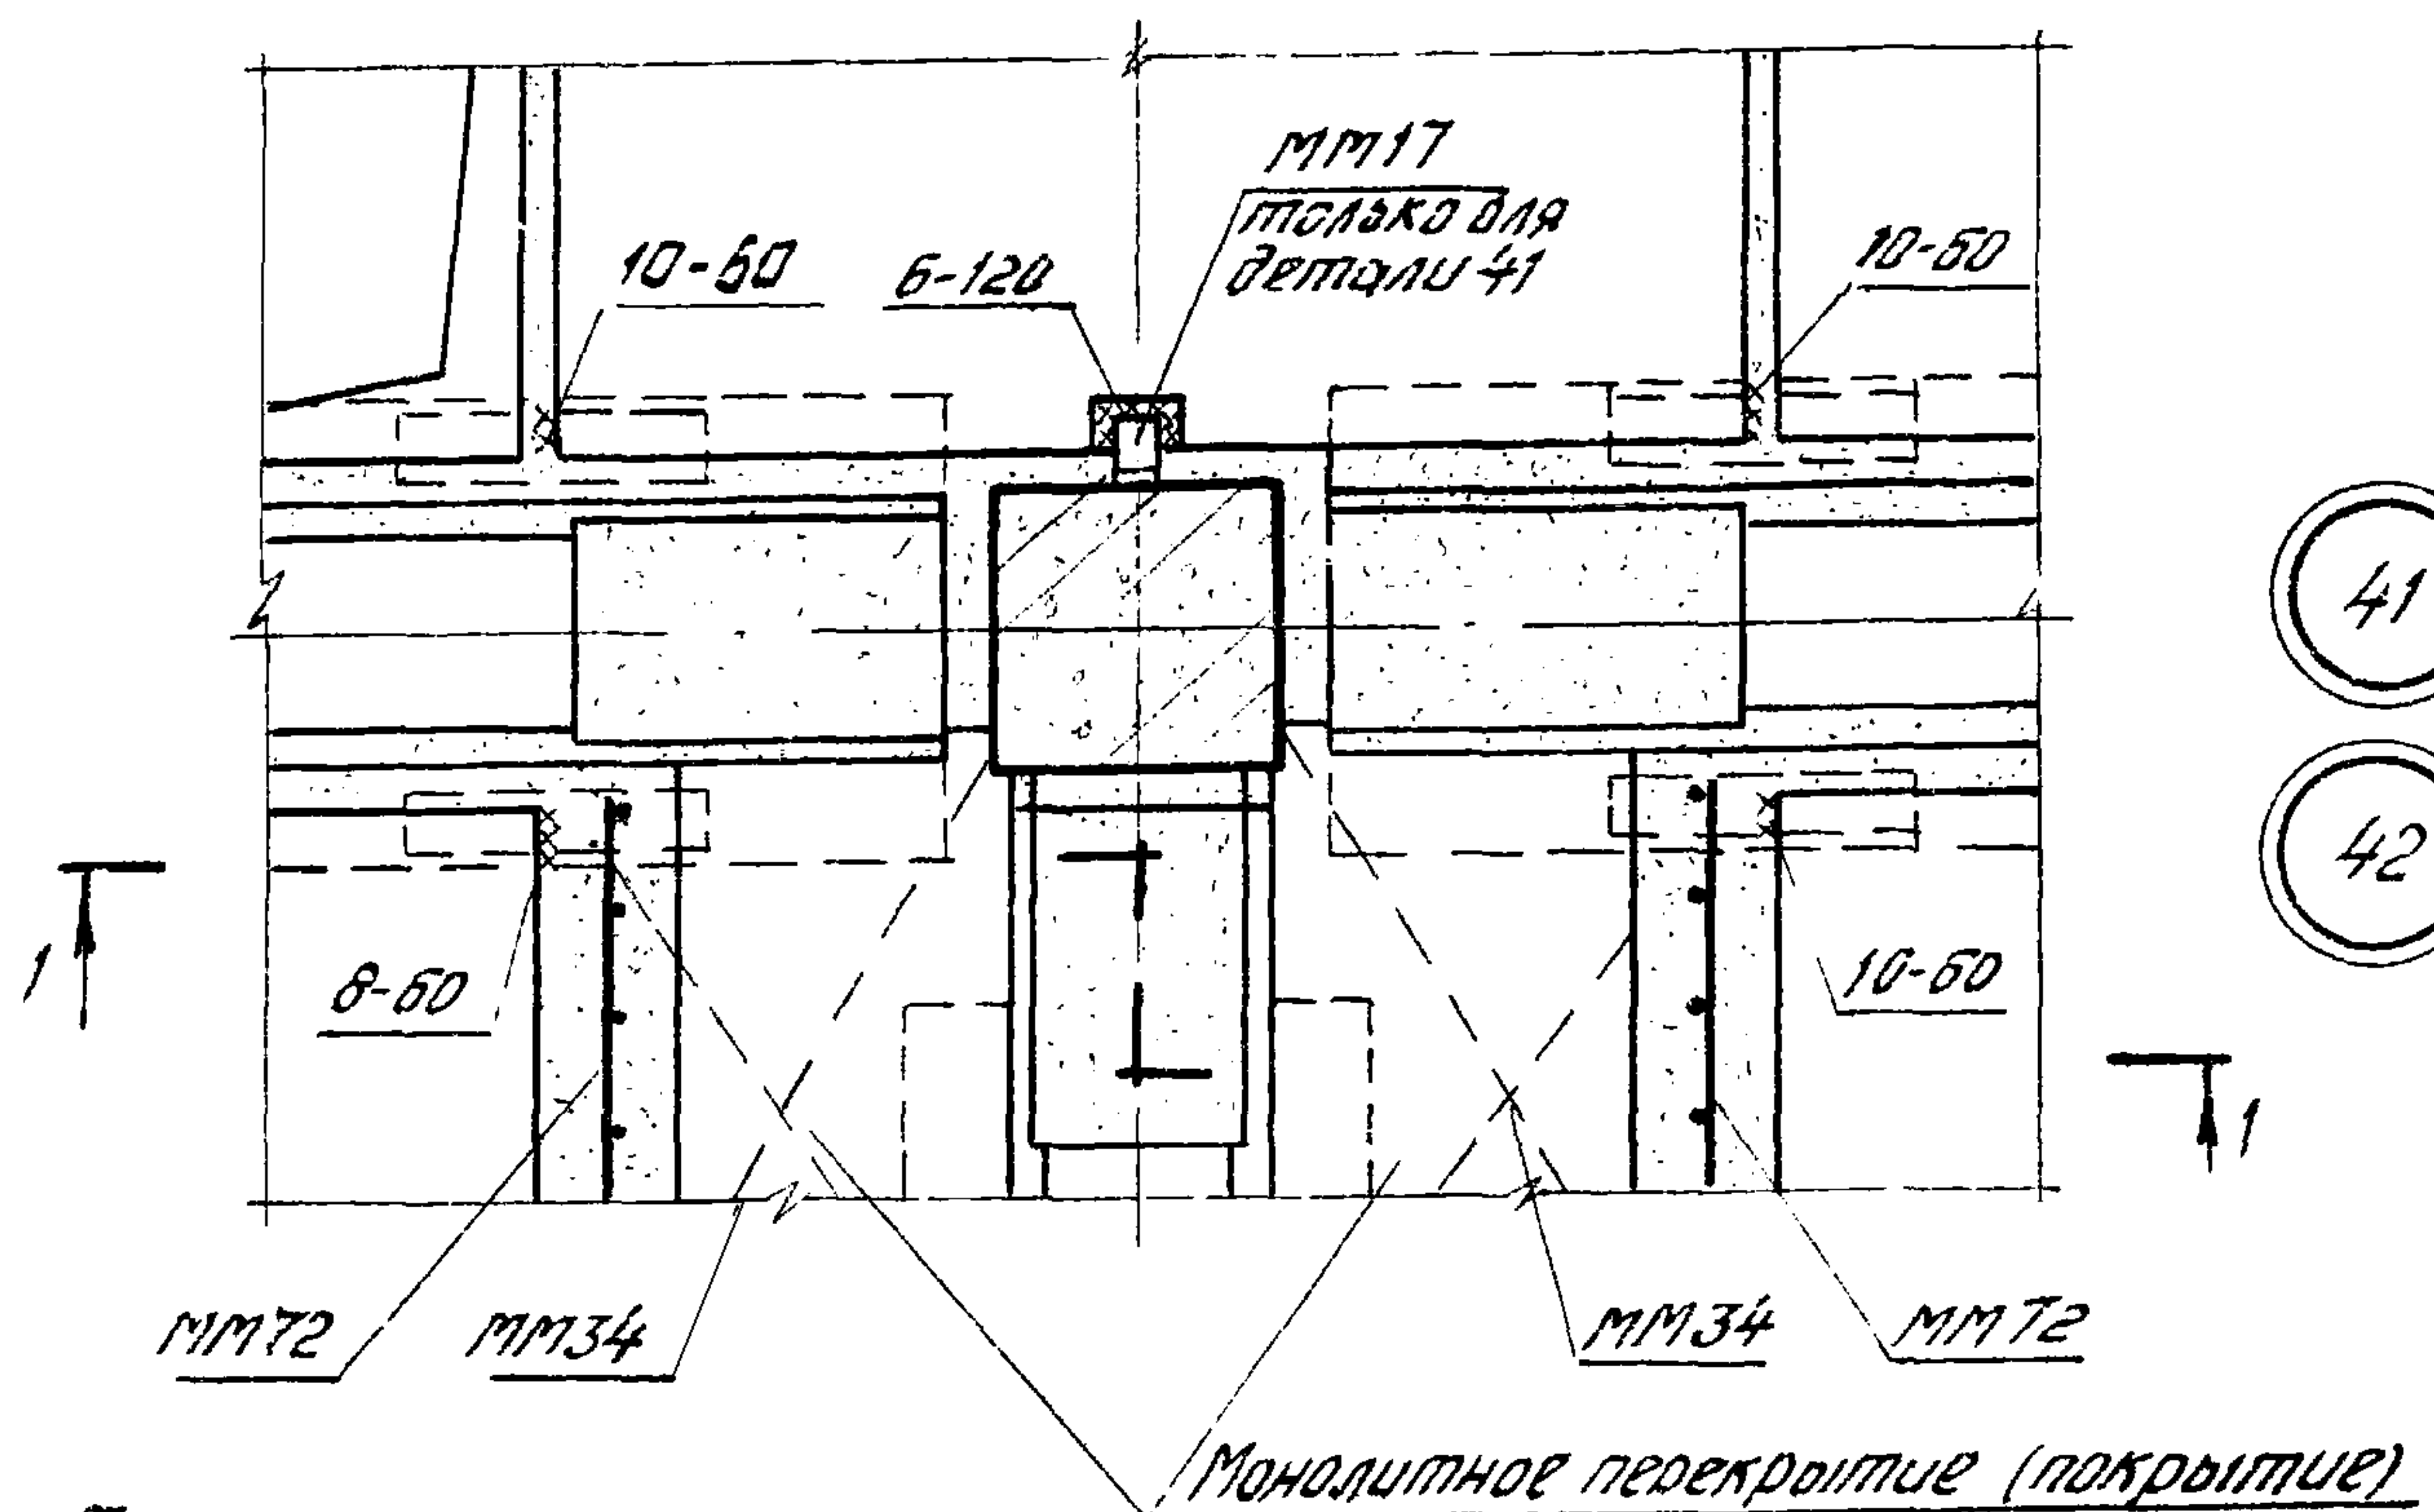 ММ17
только для
детали 41
10-60
6-120
10-60
41
42
1
8-60
10-60
1
ММ72
ММ34
ММ34
ММ72
Монолитное перекрытие (покрытие)